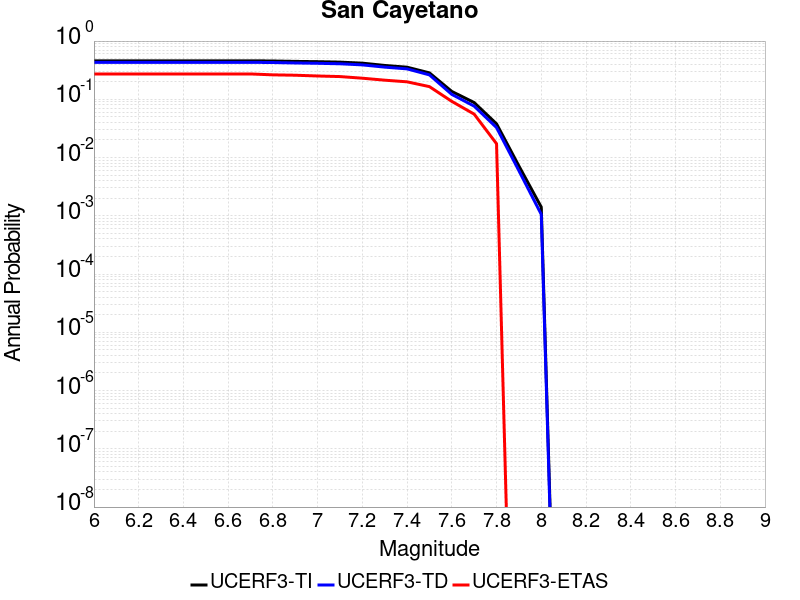 San Cayetano
10^0
10^-1
10^-2
10^-3
10^-4
10^-5
10^-6
10^-7
10^-8
Annual Probability
6 6.2 6.4 6.6 6.8 7 7.2 7.4 7.6 7.8 8 8.2 8.4 8.6 8.8 9
Magnitude
UCERF3-TI UCERF3-TD UCERF3-ETAS